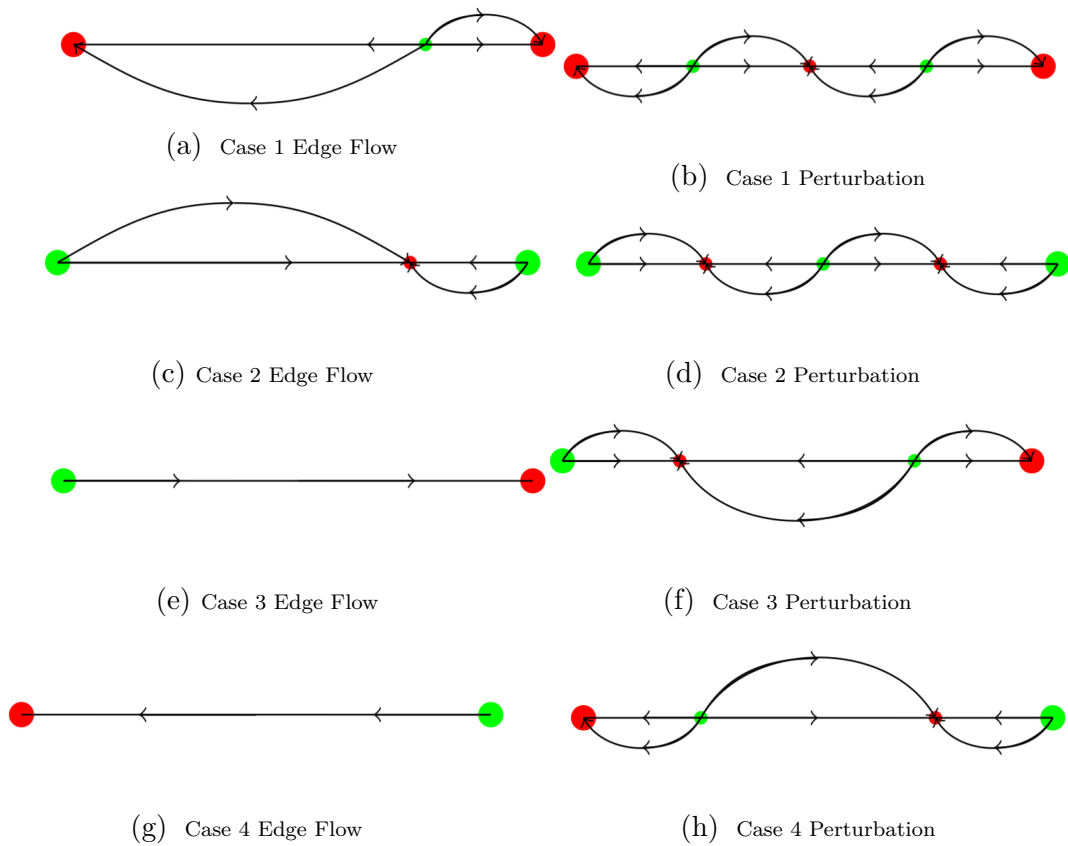 (a) Case 1 Edge Flow
(b) Case 1 Perturbation
(c) Case 2 Edge Flow
(d) Case 2 Perturbation
(e) Case 3 Edge Flow
(f) Case 3 Perturbation
(g) Case 4 Edge Flow
(h) Case 4 Perturbation